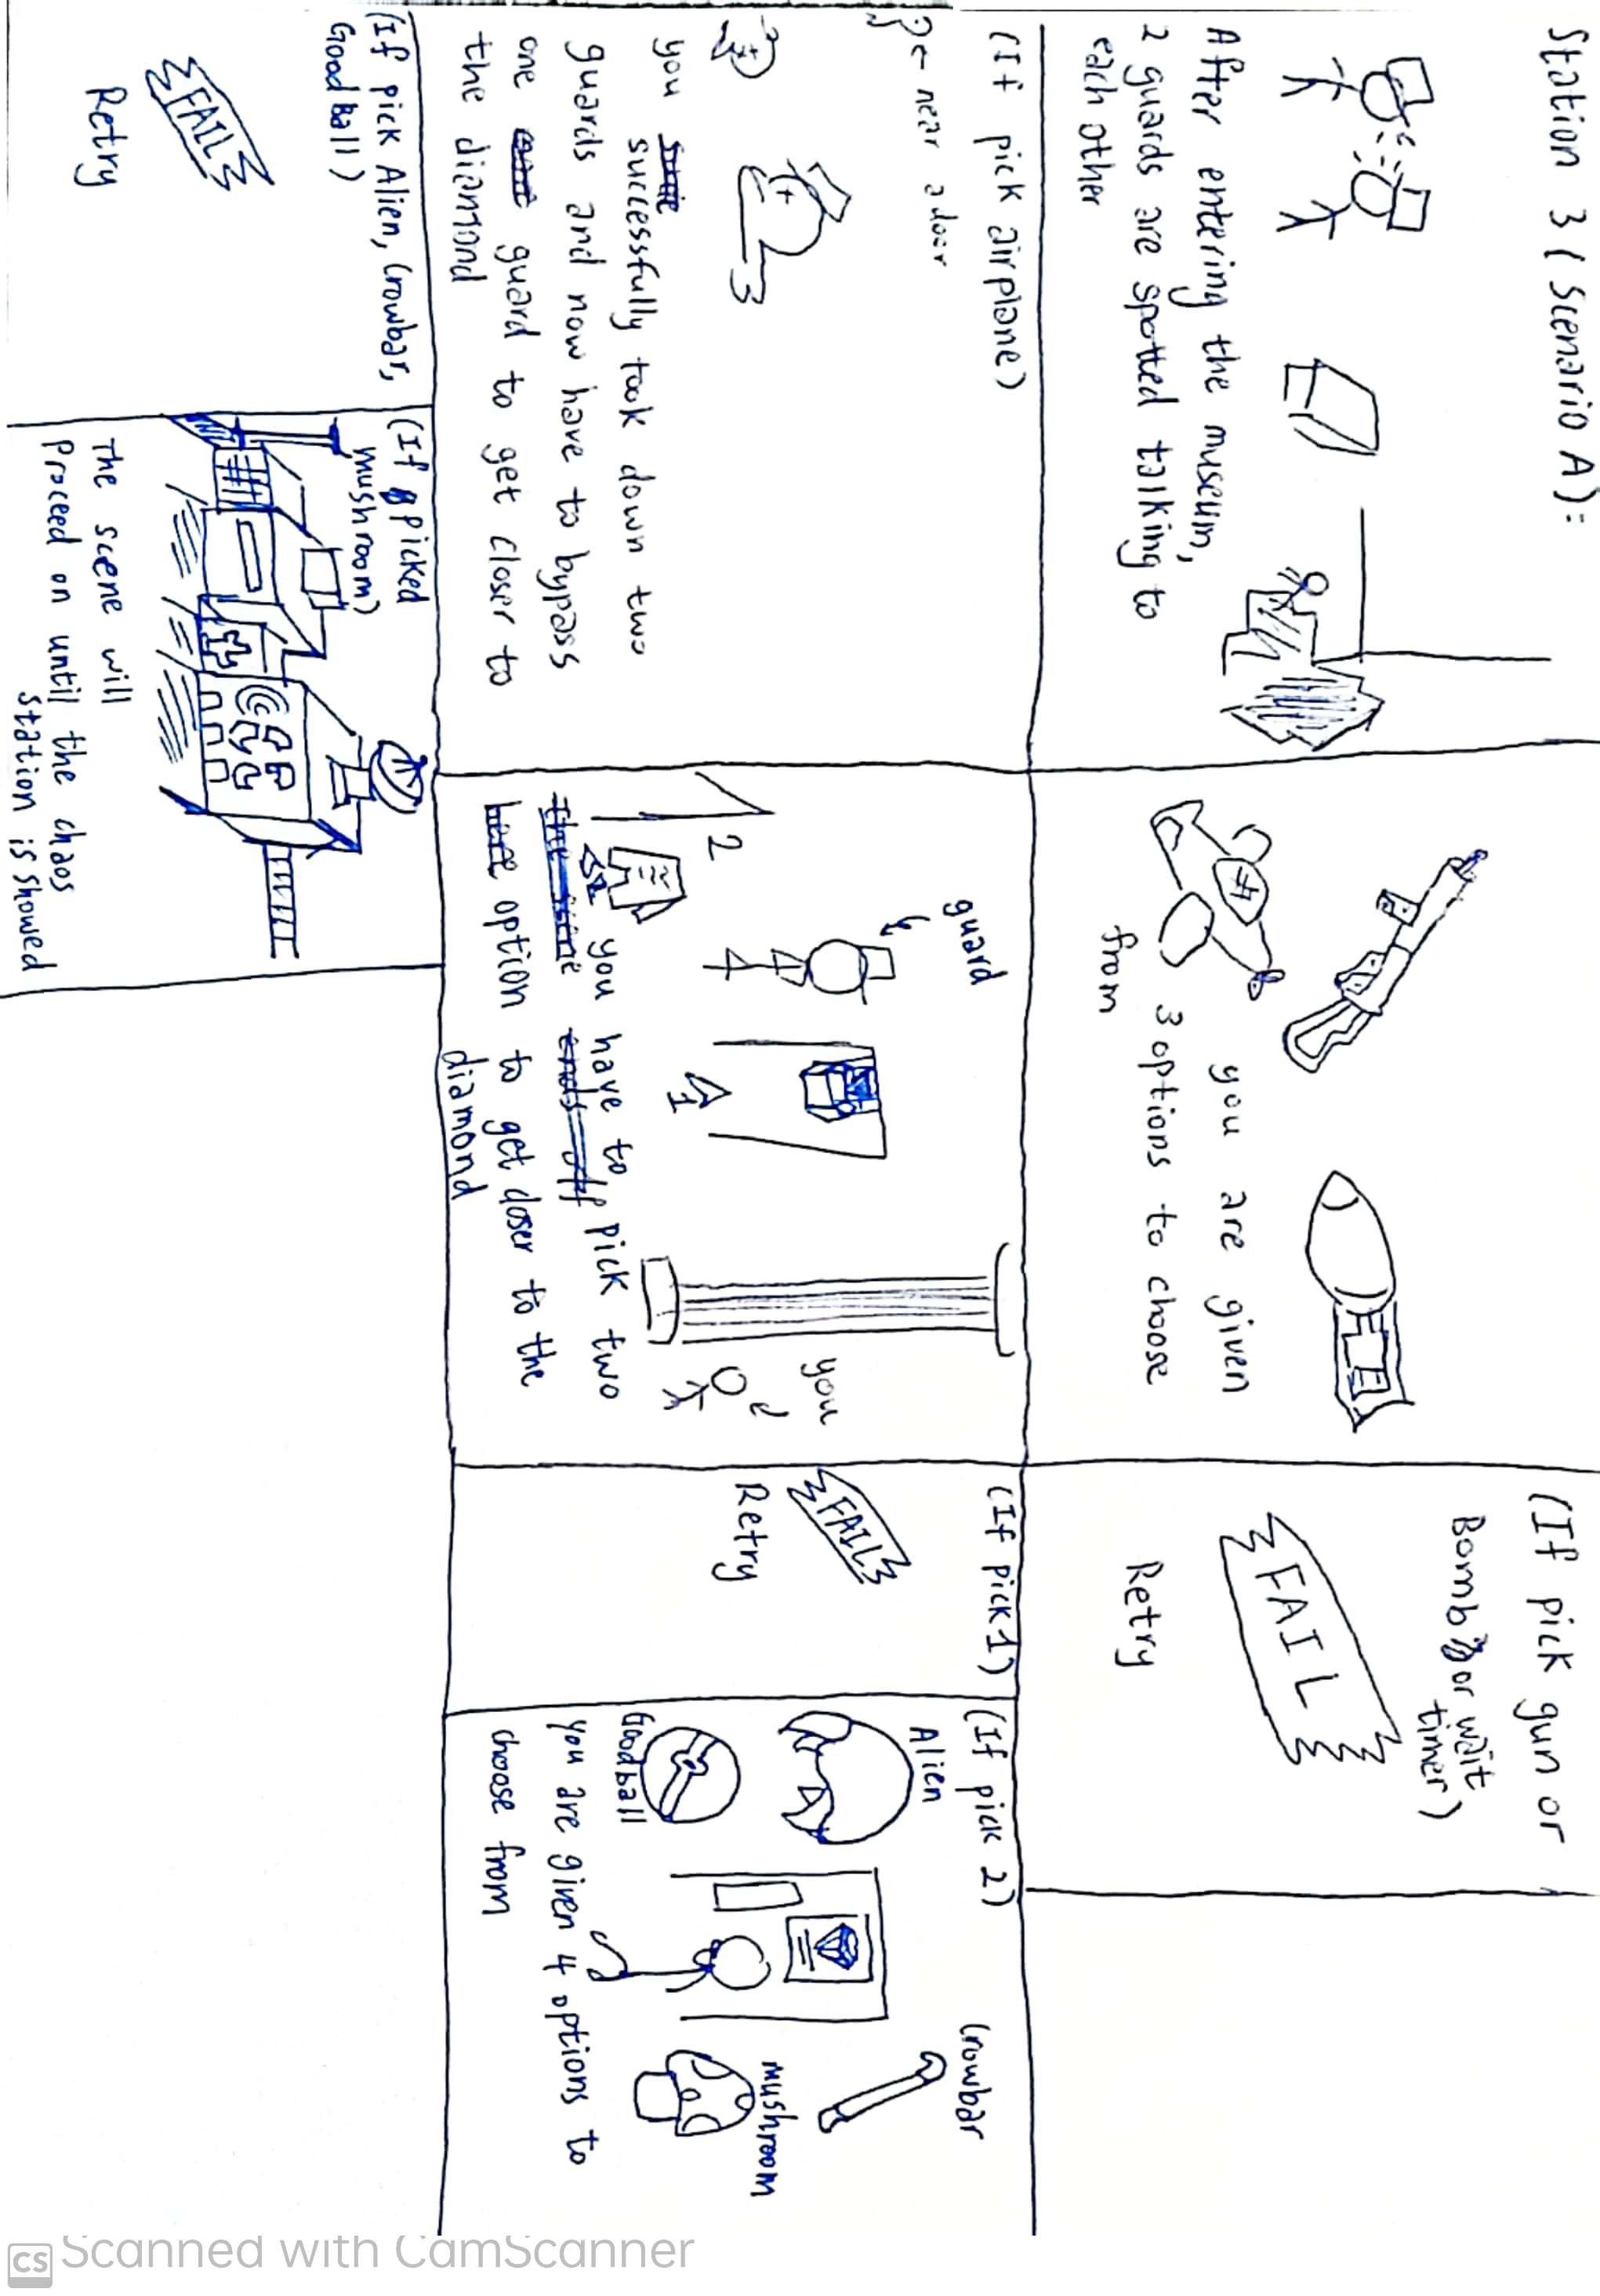 Station 3 (Scenario A):
After entering the museum,
2 guards are spotted talking to
each other
you are given
3 options to choose
from
(If pick gun or
Bomb or wait
timer)
FAIL
Retry
(If pick airplane)
? ← near a door
you successfully took down two
guards and now have to bypass
one guard to get closer to
the diamond
guard
you
2
1
you have to pick two
option to get closer to the
diamond
(If pick 1)
FAIL
Retry
(If pick 2)
Alien
Crowbar
Goodball
mushroom
you are given 4 options to
choose from
(If pick Alien, Crowbar,
Good Ball)
FAIL
Retry
(If picked
mushroom)
The scene will
Proceed on until the chaos
station is showed
CS Scanned with CamScanner